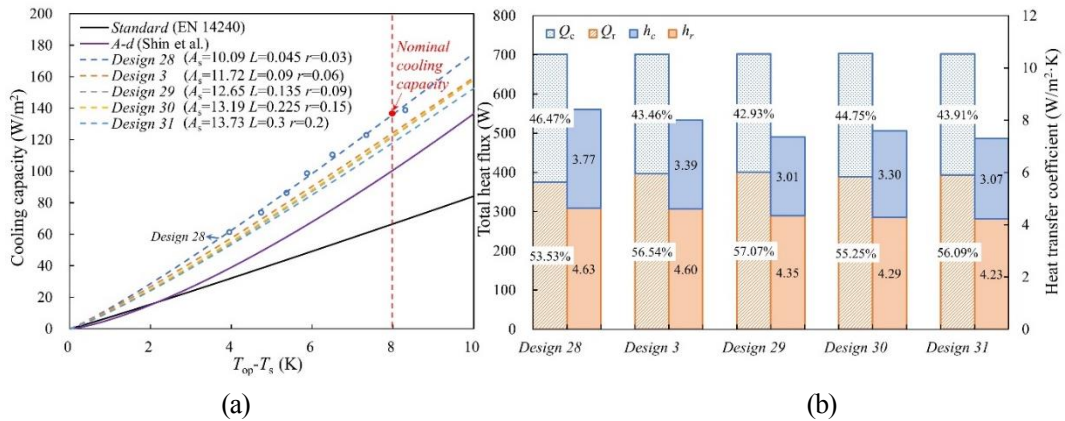 (a)
200
180
160
140
120
100
80
60
40
20
0
Cooling capacity (W/m²)
Standard (EN 14240)
A-d (Shin et al.)
Design 28 (Aₛ=10.09 L=0.045 r=0.03)
Design 3 (Aₛ=11.72 L=0.09 r=0.06)
Design 29 (Aₛ=12.65 L=0.135 r=0.09)
Design 30 (Aₛ=13.19 L=0.225 r=0.15)
Design 31 (Aₛ=13.73 L=0.3 r=0.2)
Nominal
cooling
capacity
Design 28
0 2 4 6 8 10
Top-Ts (K)
(a)
(b)
Qc Qr hc hr
800
700
600
500
400
300
200
100
0
800
Total heat flux (W)
12
10
8
6
4
2
0
Heat transfer coefficient (W/m²·K)
46.47% 43.46% 42.93% 44.75% 43.91%
3.77 3.39 3.01 3.30 3.07
53.53% 56.54% 57.07% 55.25% 56.09%
4.63 4.60 4.35 4.29 4.23
Design 28 Design 3 Design 29 Design 30 Design 31
(b)